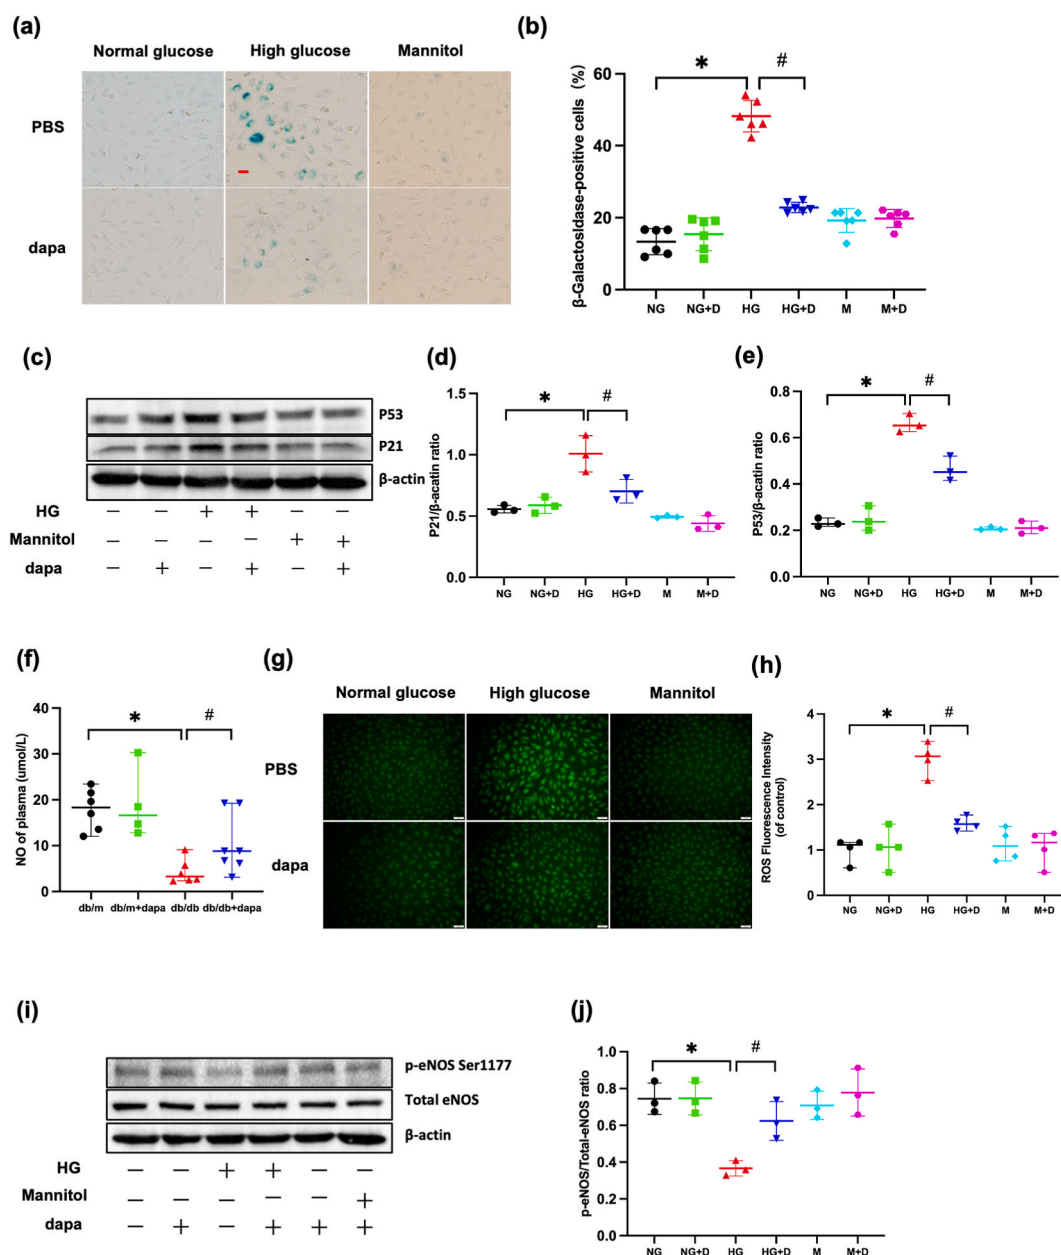 (a)
Normal glucose High glucose Mannitol
PBS
dapa
(b)
β-Galactosidase-positive cells (%)
60
40
20
0
* #
NG NG+D HG HG+D M M+D
(c)
P53
P21
β-actin
HG − − + + − −
Mannitol − − − − + +
dapa − + − + − +
(d)
P21/β-acatin ratio
1.5
1.0
0.5
0.0
* #
NG NG+D HG HG+D M M+D
(e)
P53/β-acatin ratio
0.8
0.6
0.4
0.2
0.0
* #
NG NG+D HG HG+D M M+D
(f)
NO of plasma (umol/L)
40
30
20
10
0
* #
db/m db/m+dapa db/db db/db+dapa
(g)
Normal glucose High glucose Mannitol
PBS
dapa
(h)
ROS Fluorescence Intensity
(of control)
4
3
2
1
0
* #
NG NG+D HG HG+D M M+D
(i)
p-eNOS Ser1177
Total eNOS
β-actin
HG − − + + − −
Mannitol − − − − − +
dapa − + − + + +
(j)
p-eNOS/Total-eNOS ratio
1.0
0.8
0.6
0.4
0.2
0.0
* #
NG NG+D HG HG+D M M+D